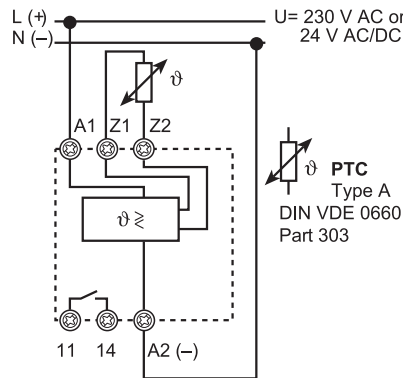 L (+)
N (–)
U= 230 V AC or
24 V AC/DC
ϑ
A1 Z1 Z2
ϑ PTC
Type A
DIN VDE 0660
Part 303
ϑ ≷
11 14 A2 (–)